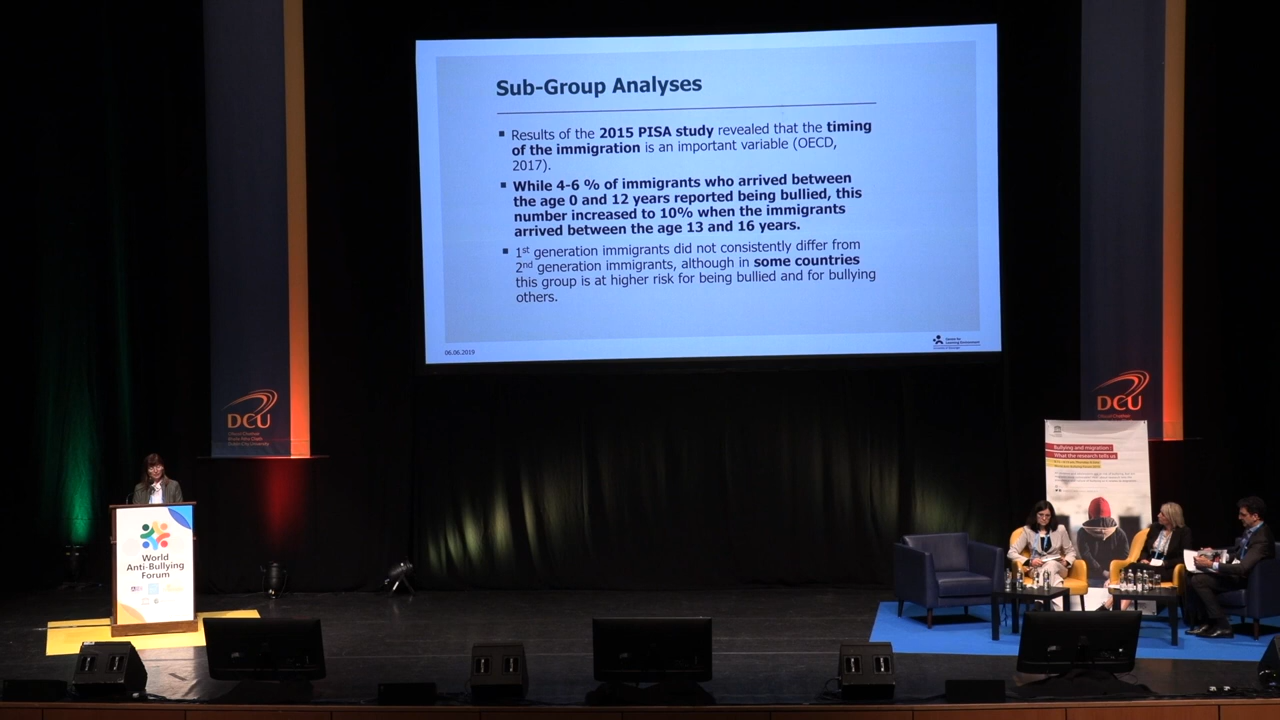 Sub-Group Analyses
Results of the 2015 PISA study revealed that the timing
of the immigration is an important variable (OECD,
2017).
While 4-6 % of immigrants who arrived between
the age 0 and 12 years reported being bullied, this
number increased to 10% when the immigrants
arrived between the age 13 and 16 years.
1st generation immigrants did not consistently differ from
2nd generation immigrants, although in some countries
this group is at higher risk for being bullied and for bullying
others.
06.06.2019
DCU
DCU
World
Anti-Bullying
Forum
Bullying and migration:
What the research tells us